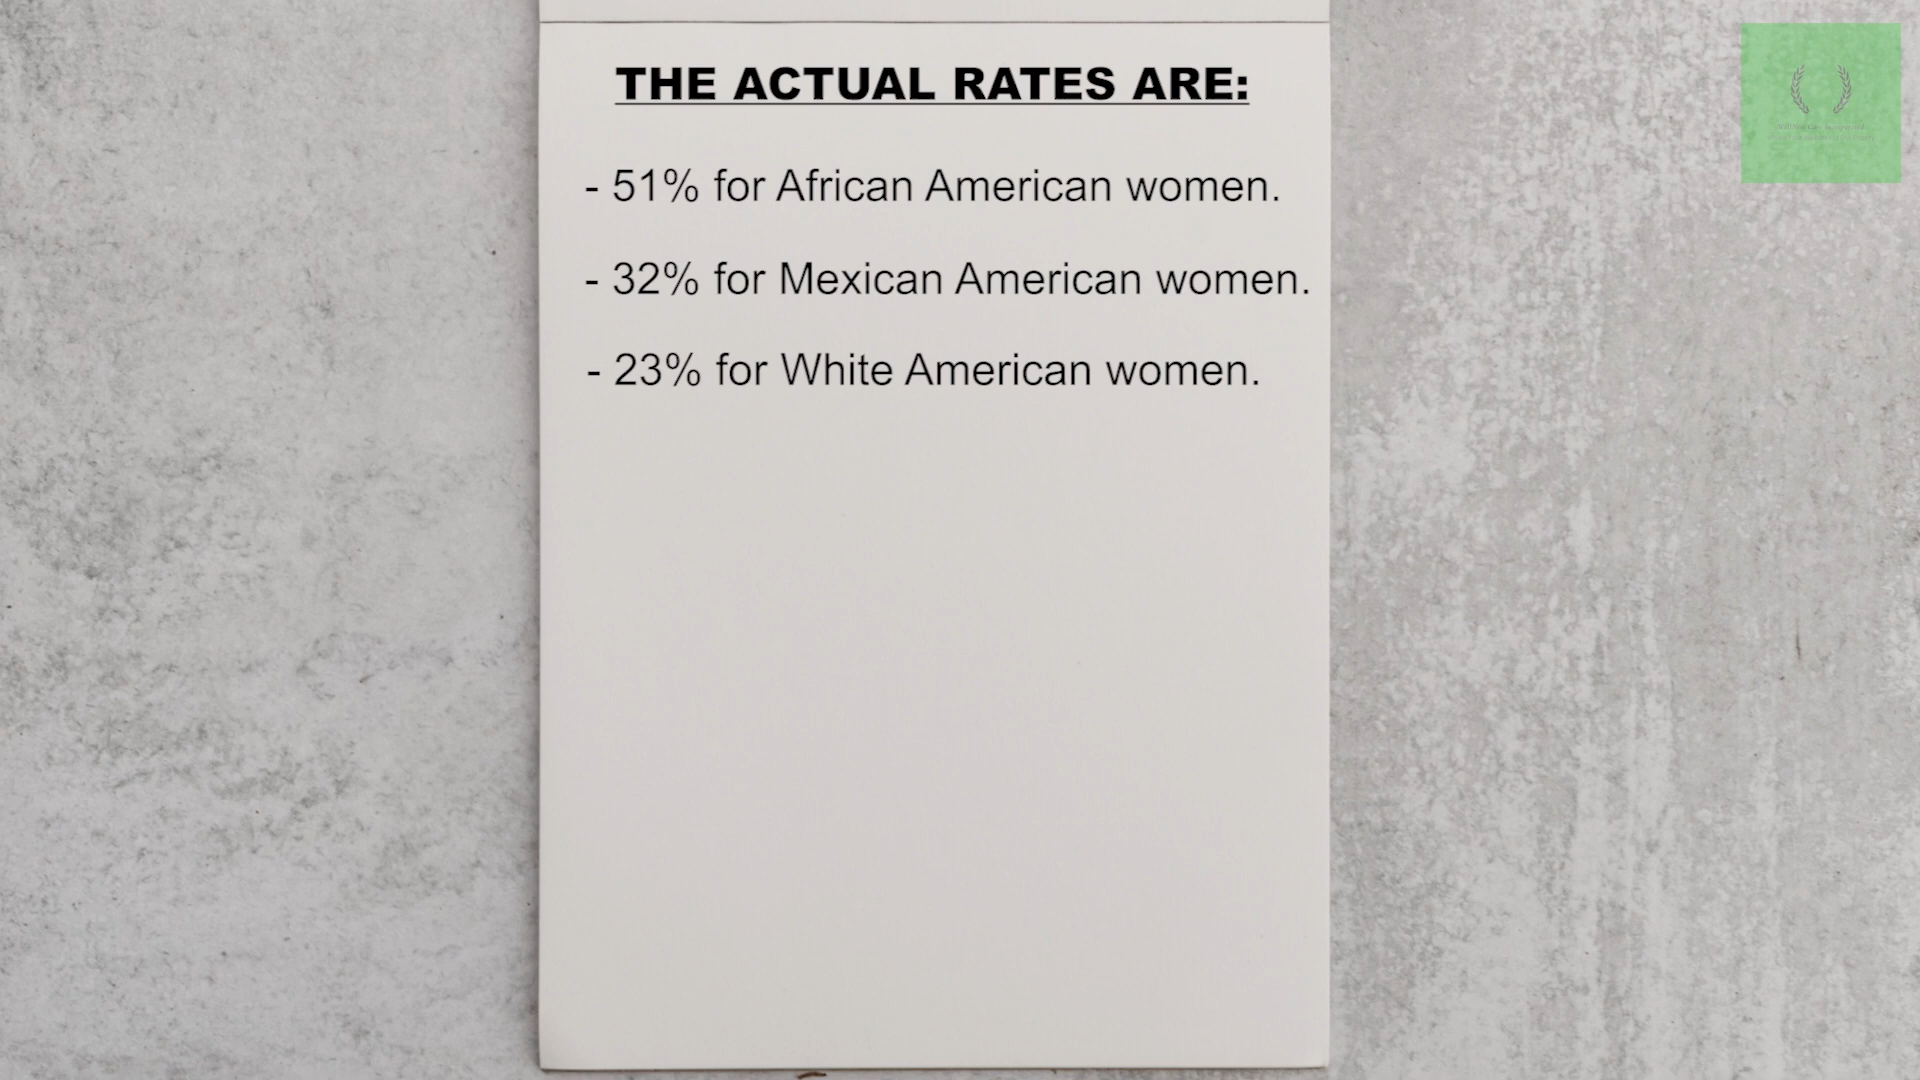 THE ACTUAL RATES ARE:
- 51% for African American women.
- 32% for Mexican American women.
- 23% for White American women.